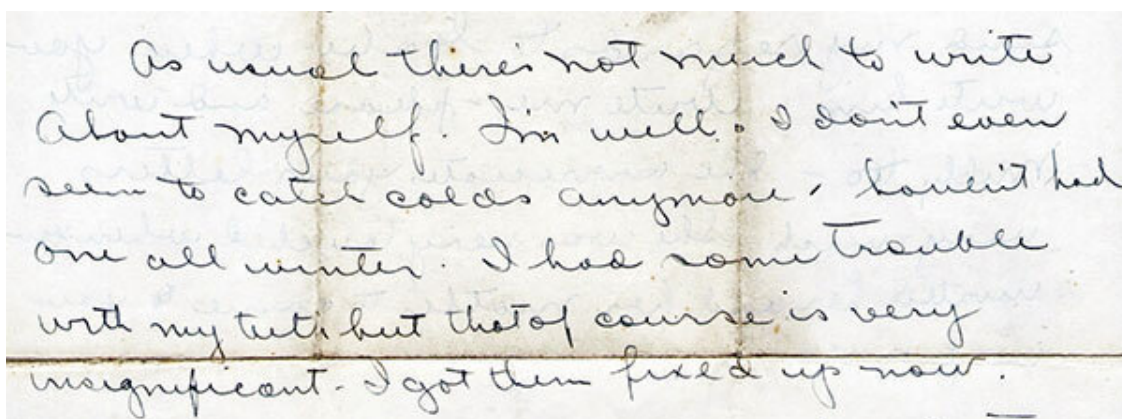 As usual there's not much to write
about myself. I'm well. I don't even
seem to catch colds anymore, haven't had
one all winter. I had some trouble
with my teeth but that of course is very
insignificant - I got them fixed up now.